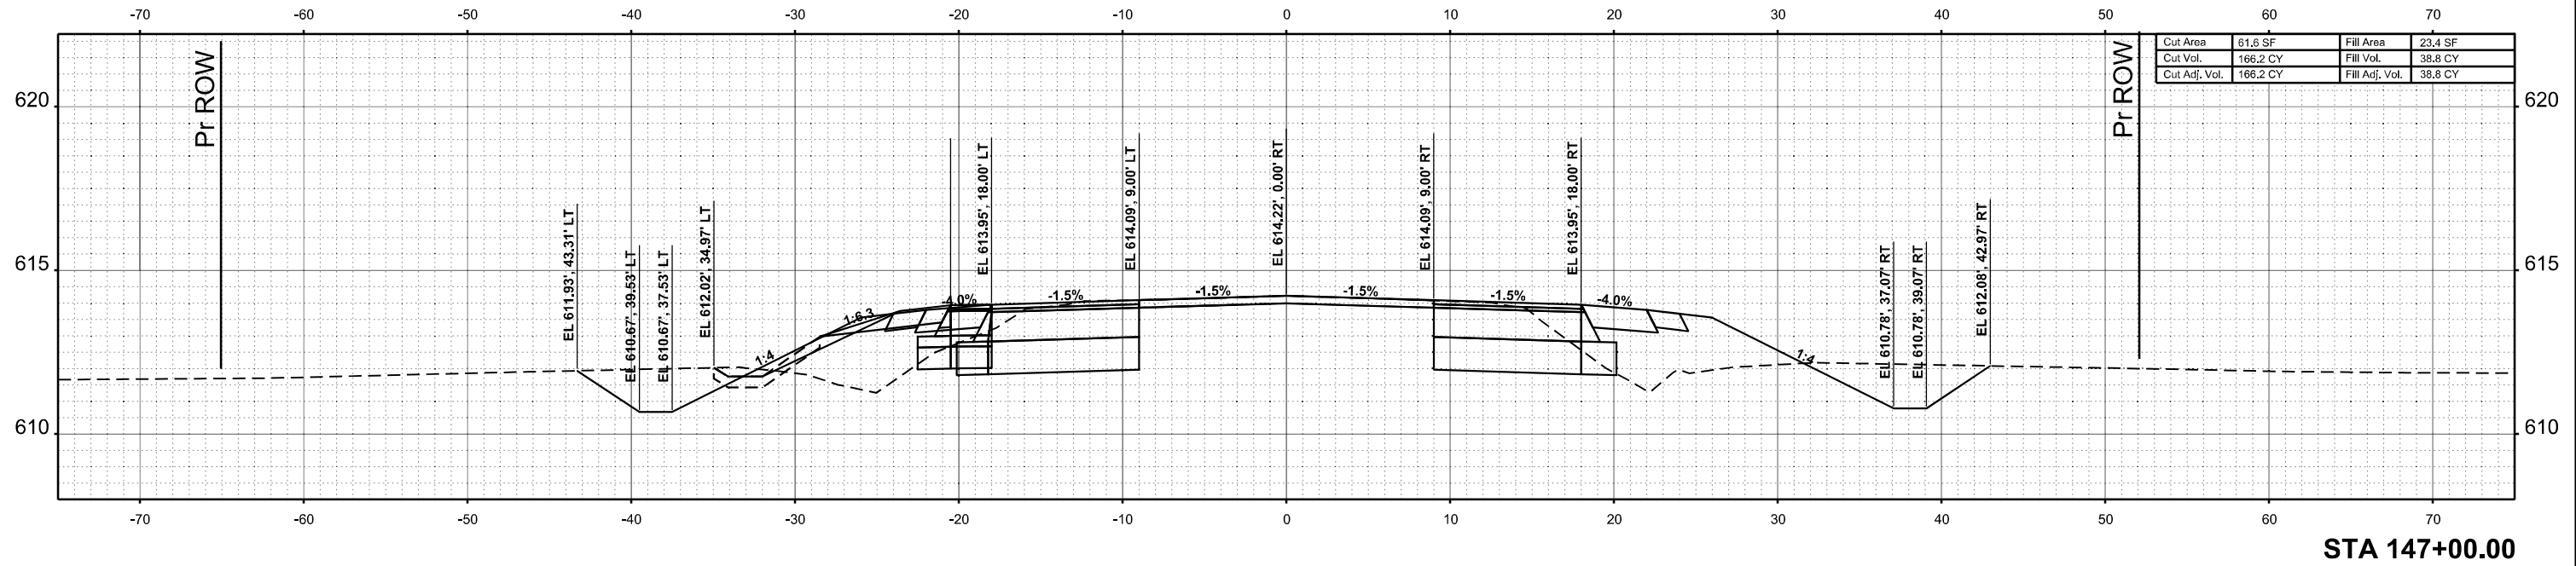 -70 -60 -50 -40 -30 -20 -10 0 10 20 30 40 50 60 70
Pr ROW
Pr ROW
Cut Area 61.6 SF Fill Area 23.4 SF
Cut Vol. 166.2 CY Fill Vol. 38.8 CY
Cut Adj. Vol. 166.2 CY Fill Adj. Vol. 38.8 CY
620 620
615 615
610 610
EL 611.93', 43.31' LT
EL 610.67', 39.53' LT
EL 610.67', 37.53' LT
EL 612.02', 34.97' LT
EL 613.95', 18.00' LT
EL 614.09', 9.00' LT
EL 614.22', 0.00' RT
EL 614.09', 9.00' RT
EL 613.95', 18.00' RT
EL 610.78', 37.07' RT
EL 610.78', 39.07' RT
EL 612.08', 42.97' RT
1:4 1:6.3 -4.0% -1.5% -1.5% -1.5% -1.5% -4.0% 1:4
-70 -60 -50 -40 -30 -20 -10 0 10 20 30 40 50 60 70
STA 147+00.00